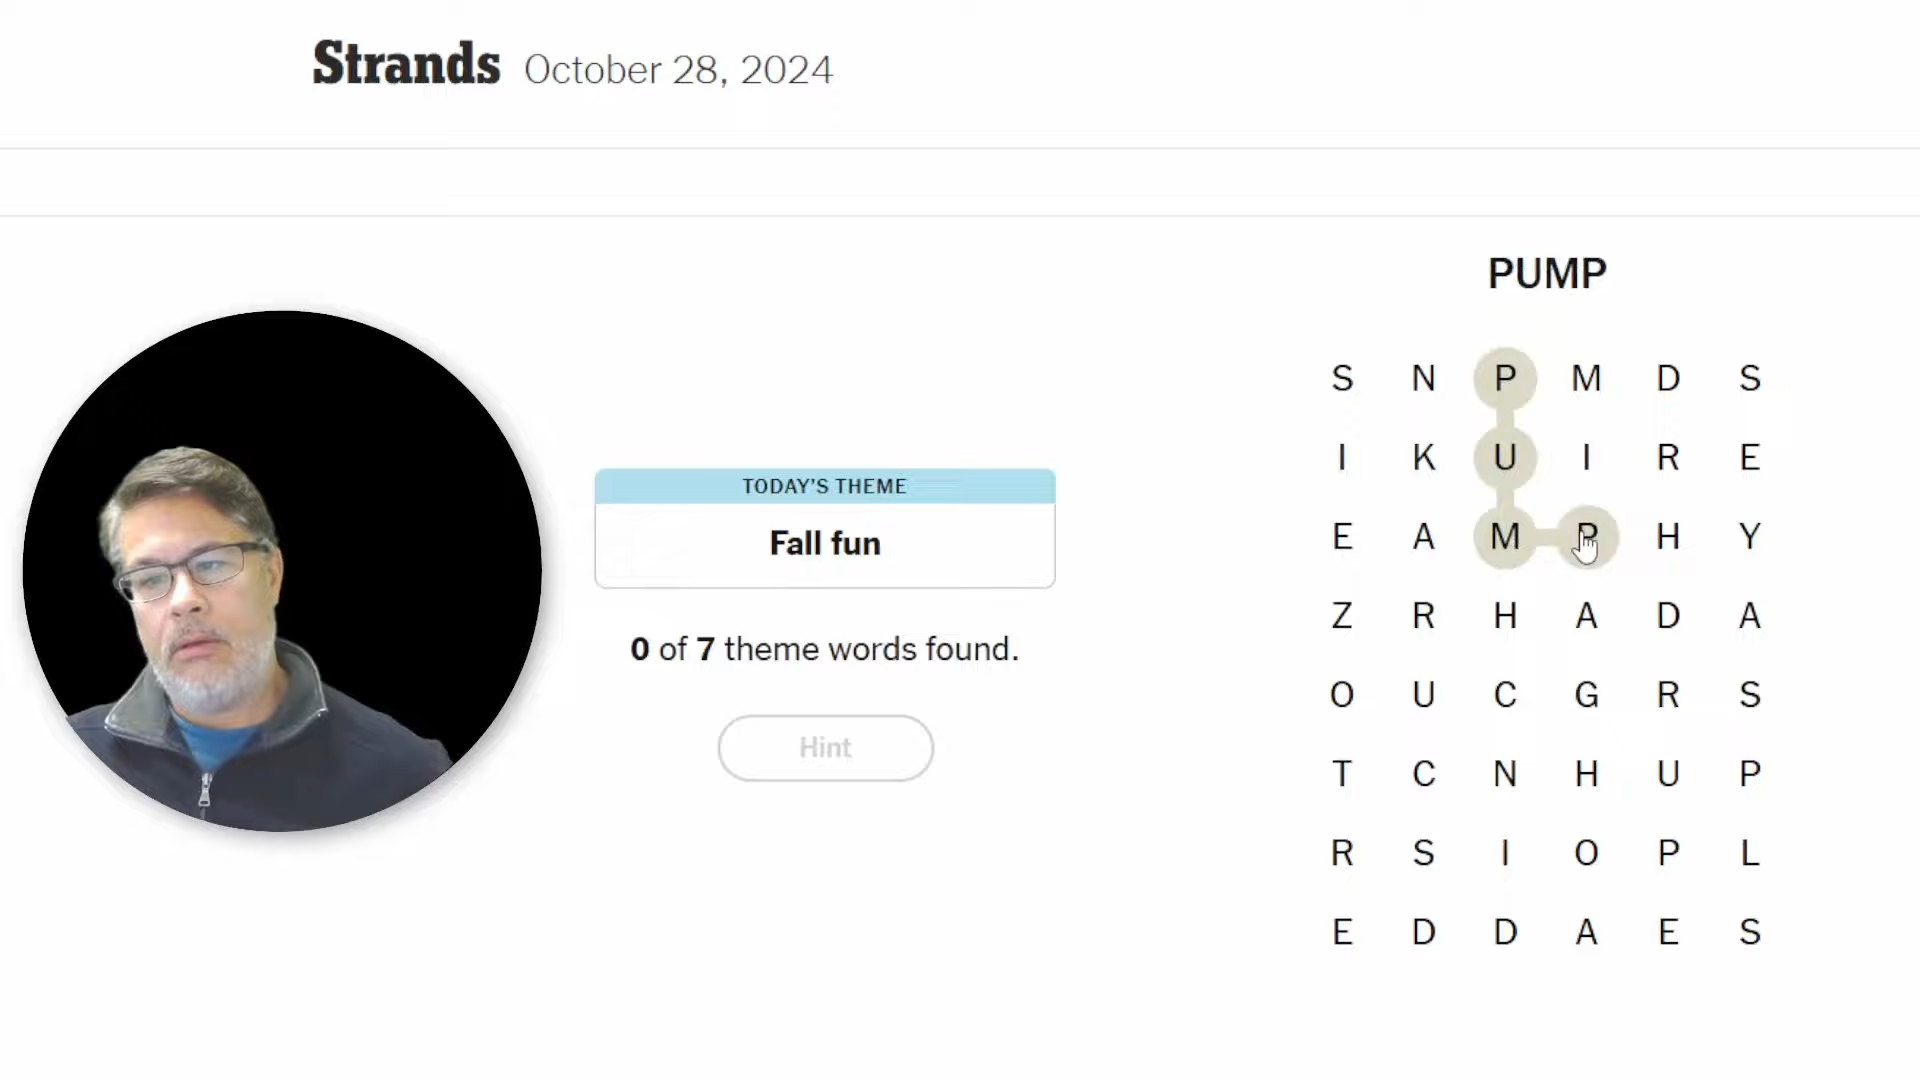 Strands October 28, 2024
PUMP
TODAY'S THEME
Fall fun
0 of 7 theme words found.
Hint
S N P M D S
I K U I R E
E A M P H Y
Z R H A D A
O U C G R S
T C N H U P
R S I O P L
E D D A E S